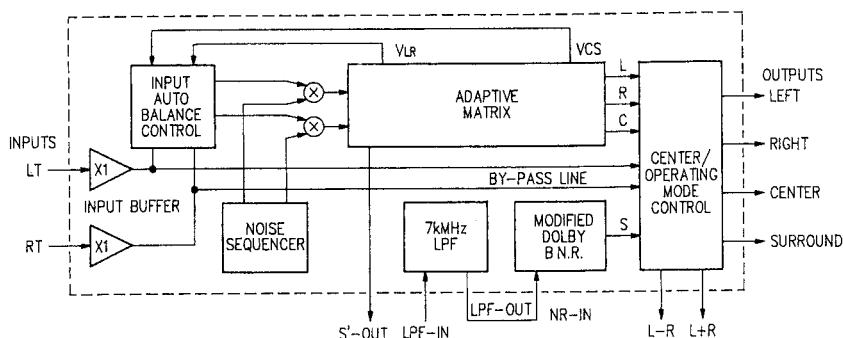 VLR
VCS
INPUT
AUTO
BALANCE
CONTROL
X
X
ADAPTIVE
MATRIX
L
R
C
OUTPUTS
LEFT
RIGHT
CENTER
SURROUND
CENTER/
OPERATING
MODE
CONTROL
INPUTS
LT
X1
BY-PASS LINE
INPUT BUFFER
RT
X1
NOISE
SEQUENCER
7kMHz
LPF
MODIFIED
DOLBY
B N.R.
S
S'-OUT
LPF-IN
LPF-OUT
NR-IN
L-R
L+R